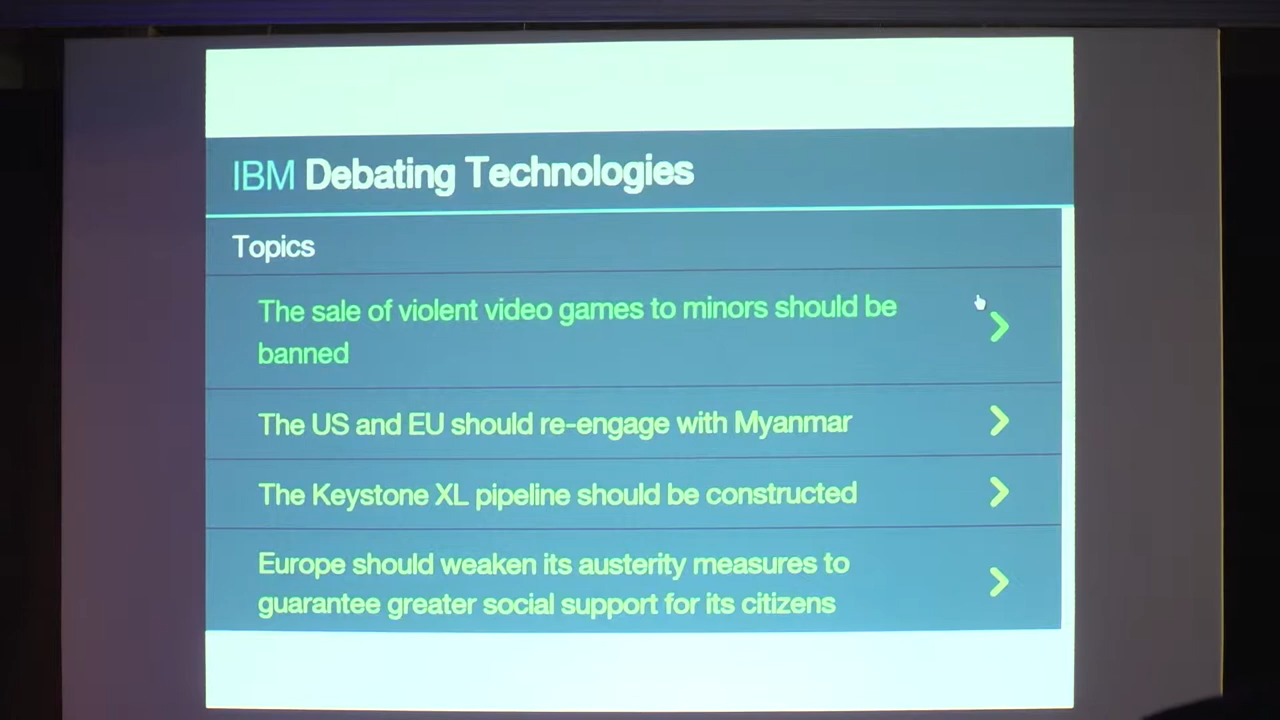 IBM Debating Technologies
Topics
The sale of violent video games to minors should be
banned
The US and EU should re-engage with Myanmar
The Keystone XL pipeline should be constructed
Europe should weaken its austerity measures to
guarantee greater social support for its citizens